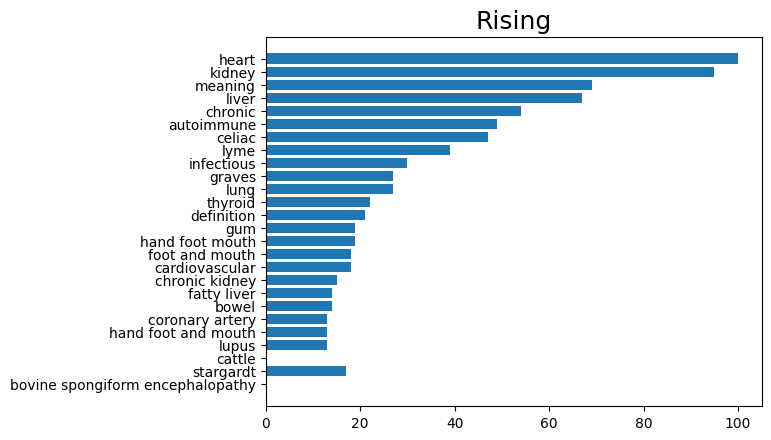 Rising
heart
kidney
meaning
liver
chronic
autoimmune
celiac
lyme
infectious
graves
lung
thyroid
definition
gum
hand foot mouth
foot and mouth
cardiovascular
chronic kidney
fatty liver
bowel
coronary artery
hand foot and mouth
lupus
cattle
stargardt
bovine spongiform encephalopathy
0 20 40 60 80 100